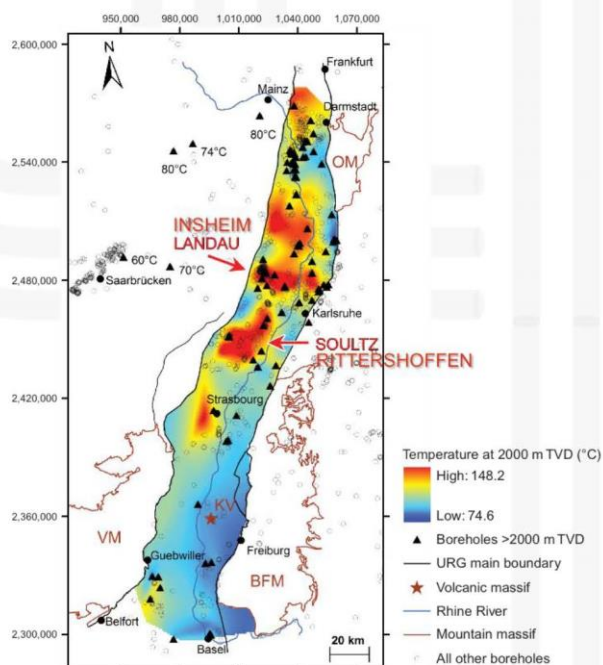 950,000 980,000 1,010,000 1,040,000 1,070,000
2,600,000
N
Frankfurt
Mainz
80°C
Darmstadt
74°C
80°C
2,540,000
OM
INSHEIM
LANDAU
60°C
70°C
2,480,000
Saarbrücken
Karlsruhe
SOULTZ
RITTERSHOFFEN
2,420,000
Strasbourg
2,360,000
KV
VM
Guebwiller
Freiburg
BFM
Belfort
2,300,000
Basel
20 km
Temperature at 2000 m TVD (°C)
High: 148.2
Low: 74.6
Boreholes >2000 m TVD
URG main boundary
Volcanic massif
Rhine River
Mountain massif
All other boreholes